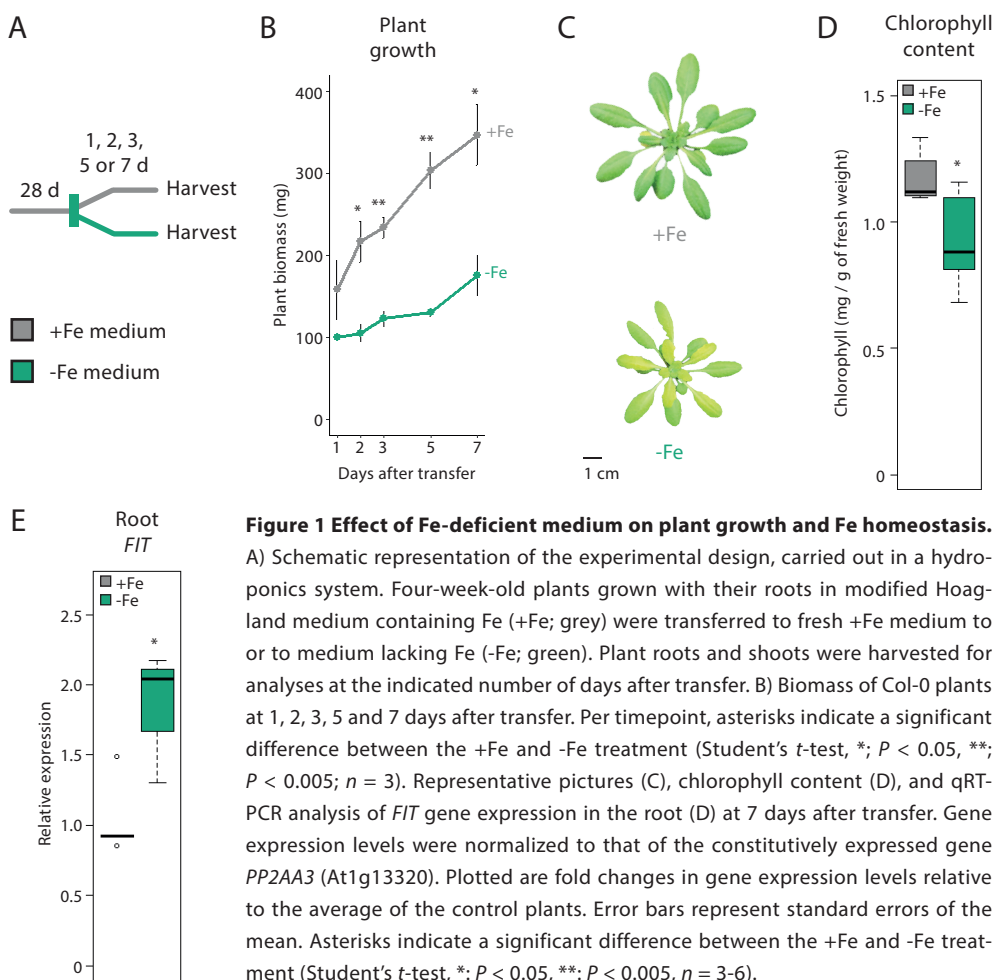 A
28 d
1, 2, 3,
5 or 7 d
Harvest
Harvest
+Fe medium
-Fe medium
B
Plant
growth
Plant biomass (mg)
400
300
200
100
0
*
**
**
*
+Fe
-Fe
1 2 3 5 7
Days after transfer
C
+Fe
-Fe
1 cm
D
Chlorophyll
content
Chlorophyll (mg / g of fresh weight)
1.5
1.0
0.5
0
+Fe
-Fe
*
E
Root
FIT
Relative expression
2.5
2.0
1.5
1.0
0.5
0
+Fe
-Fe
*
Figure 1 Effect of Fe-deficient medium on plant growth and Fe homeostasis.
A) Schematic representation of the experimental design, carried out in a hydro-
ponics system. Four-week-old plants grown with their roots in modified Hoag-
land medium containing Fe (+Fe; grey) were transferred to fresh +Fe medium to
or to medium lacking Fe (-Fe; green). Plant roots and shoots were harvested for
analyses at the indicated number of days after transfer. B) Biomass of Col-0 plants
at 1, 2, 3, 5 and 7 days after transfer. Per timepoint, asterisks indicate a significant
difference between the +Fe and -Fe treatment (Student's t-test, *; P < 0.05, **;
P < 0.005; n = 3). Representative pictures (C), chlorophyll content (D), and qRT-
PCR analysis of FIT gene expression in the root (D) at 7 days after transfer. Gene
expression levels were normalized to that of the constitutively expressed gene
PP2AA3 (At1g13320). Plotted are fold changes in gene expression levels relative
to the average of the control plants. Error bars represent standard errors of the
mean. Asterisks indicate a significant difference between the +Fe and -Fe treat-
ment (Student's t-test, *; P < 0.05, **; P < 0.005, n = 3-6).